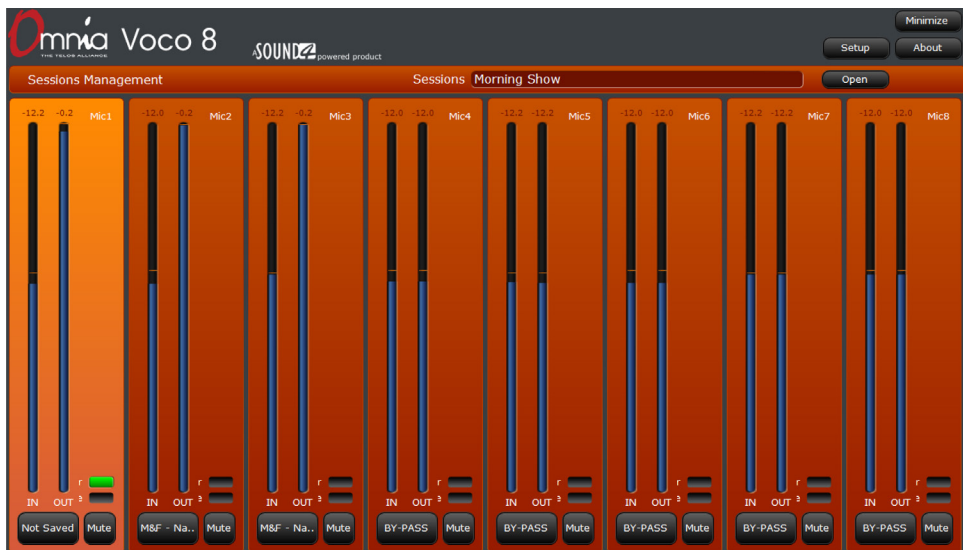 Omnia Voco 8
THE TELOS ALLIANCE
ASOUND4 powered product
Minimize
Setup About
Sessions Management Sessions Morning Show Open
-12.2 -0.2 Mic1 -12.0 -0.2 Mic2 -12.2 -0.2 Mic3 -12.0 -12.0 Mic4 -12.2 -12.2 Mic5 -12.0 -12.0 Mic6 -12.2 -12.2 Mic7 -12.0 -12.0 Mic8
r r r r r r r r
IN OUT IN OUT IN OUT IN OUT IN OUT IN OUT IN OUT IN OUT
Not Saved Mute M&F - Na.. Mute M&F - Na.. Mute BY-PASS Mute BY-PASS Mute BY-PASS Mute BY-PASS Mute BY-PASS Mute